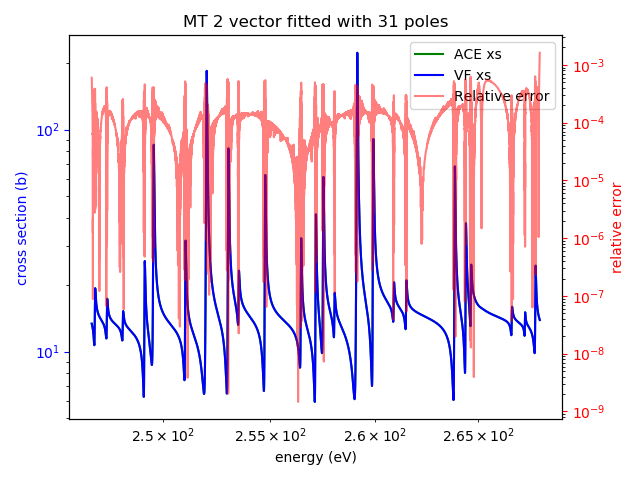 MT 2 vector fitted with 31 poles
ACE xs
VF xs
Relative error
10²
10¹
cross section (b)
10⁻³
10⁻⁴
10⁻⁵
10⁻⁶
10⁻⁷
10⁻⁸
10⁻⁹
relative error
2.5 × 10² 2.55 × 10² 2.6 × 10² 2.65 × 10²
energy (eV)